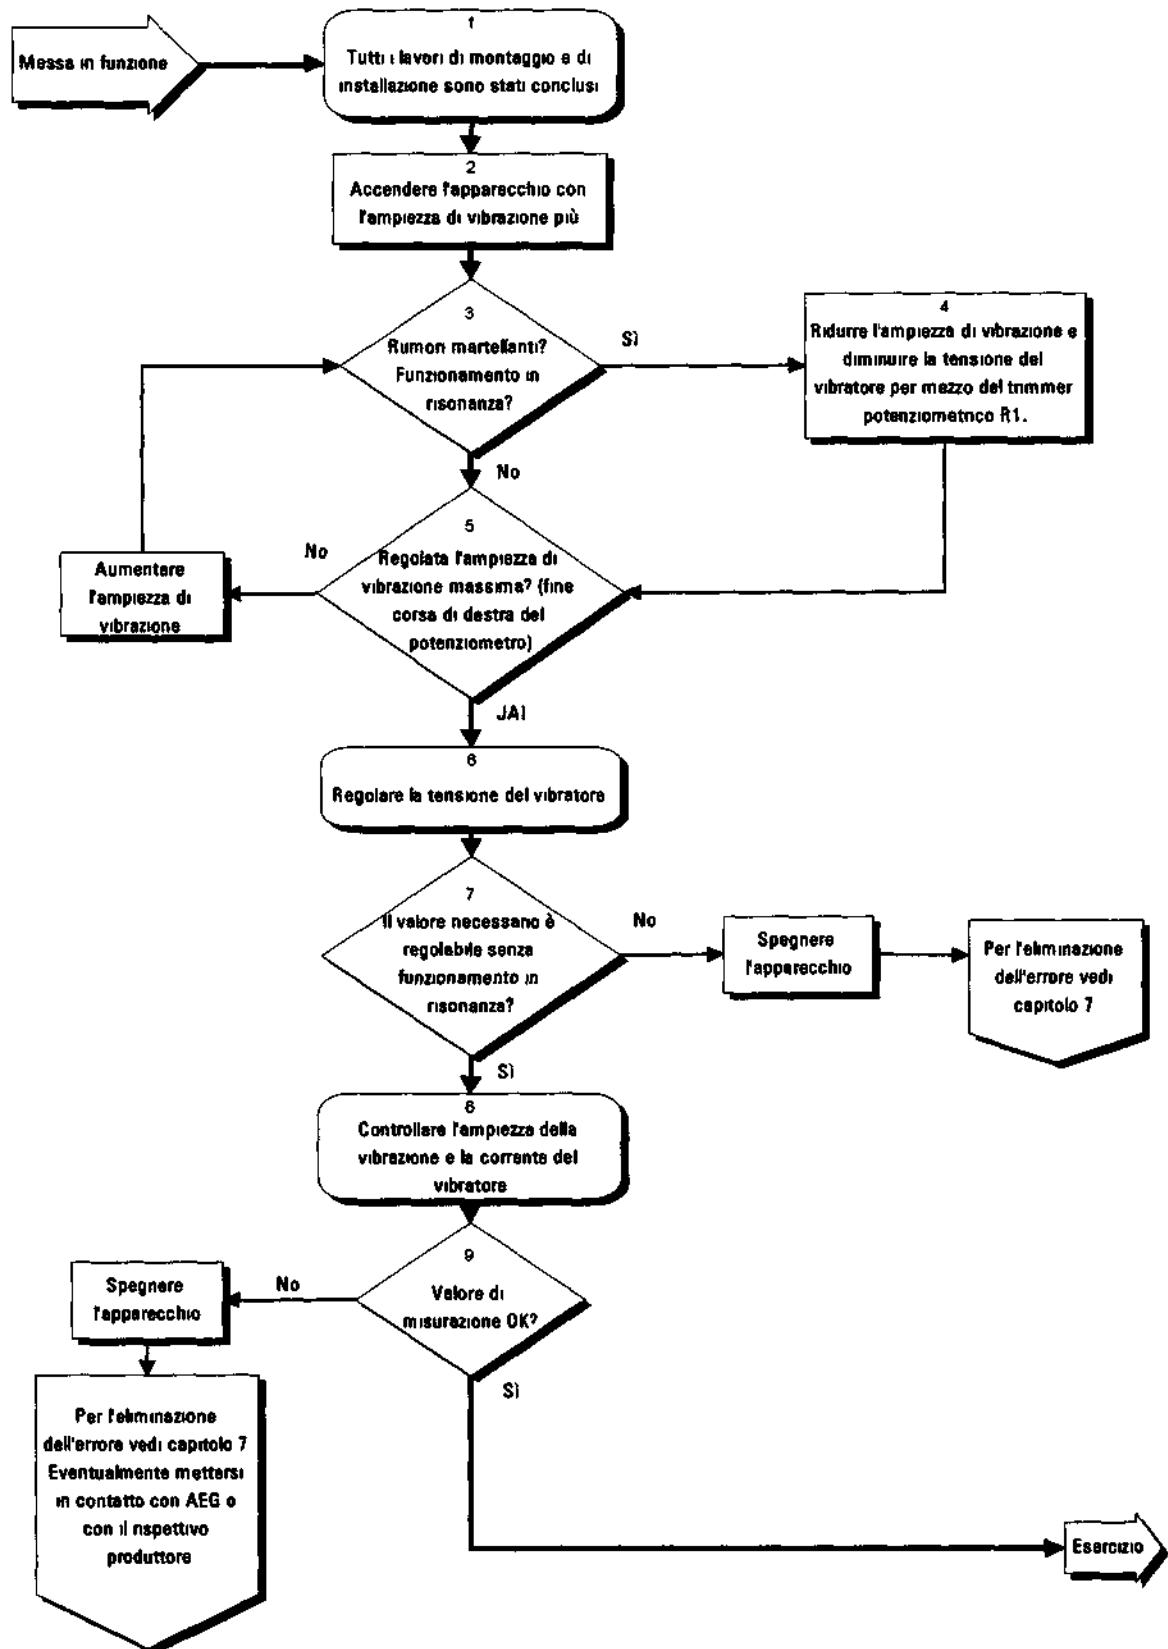 Messa in funzione
1
Tutti i lavori di montaggio e di
installazione sono stati conclusi
2
Accendere l'apparecchio con
l'ampiezza di vibrazione più
3
Rumori martellanti?
Funzionamento in
risonanza?
Sì
4
Ridurre l'ampiezza di vibrazione e
diminuire la tensione del
vibratore per mezzo del trimmer
potenziometrico R1.
No
5
Regolata l'ampiezza di
vibrazione massima? (fine
corsa di destra del
potenziometro)
No
Aumentare
l'ampiezza di
vibrazione
JAI
6
Regolare la tensione del vibratore
7
Il valore necessario è
regolabile senza
funzionamento in
risonanza?
No
Spegnere
l'apparecchio
Per l'eliminazione
dell'errore vedi
capitolo 7
Sì
8
Controllare l'ampiezza della
vibrazione e la corrente del
vibratore
9
Valore di
misurazione OK?
No
Spegnere
l'apparecchio
Per l'eliminazione
dell'errore vedi capitolo 7
Eventualmente mettersi
in contatto con AEG o
con il rispettivo
produttore
Sì
Esercizio